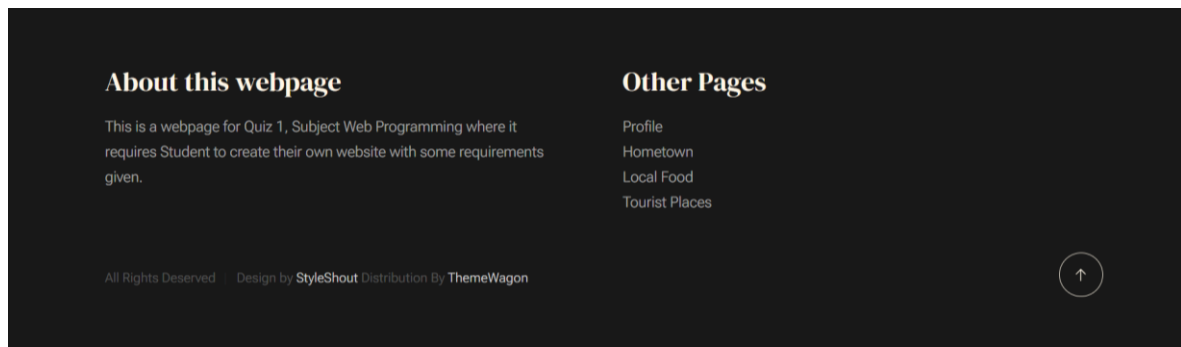 About this webpage
This is a webpage for Quiz 1, Subject Web Programming where it
requires Student to create their own website with some requirements
given.
Other Pages
Profile
Hometown
Local Food
Tourist Places
All Rights Deserved | Design by StyleShout Distribution By ThemeWagon